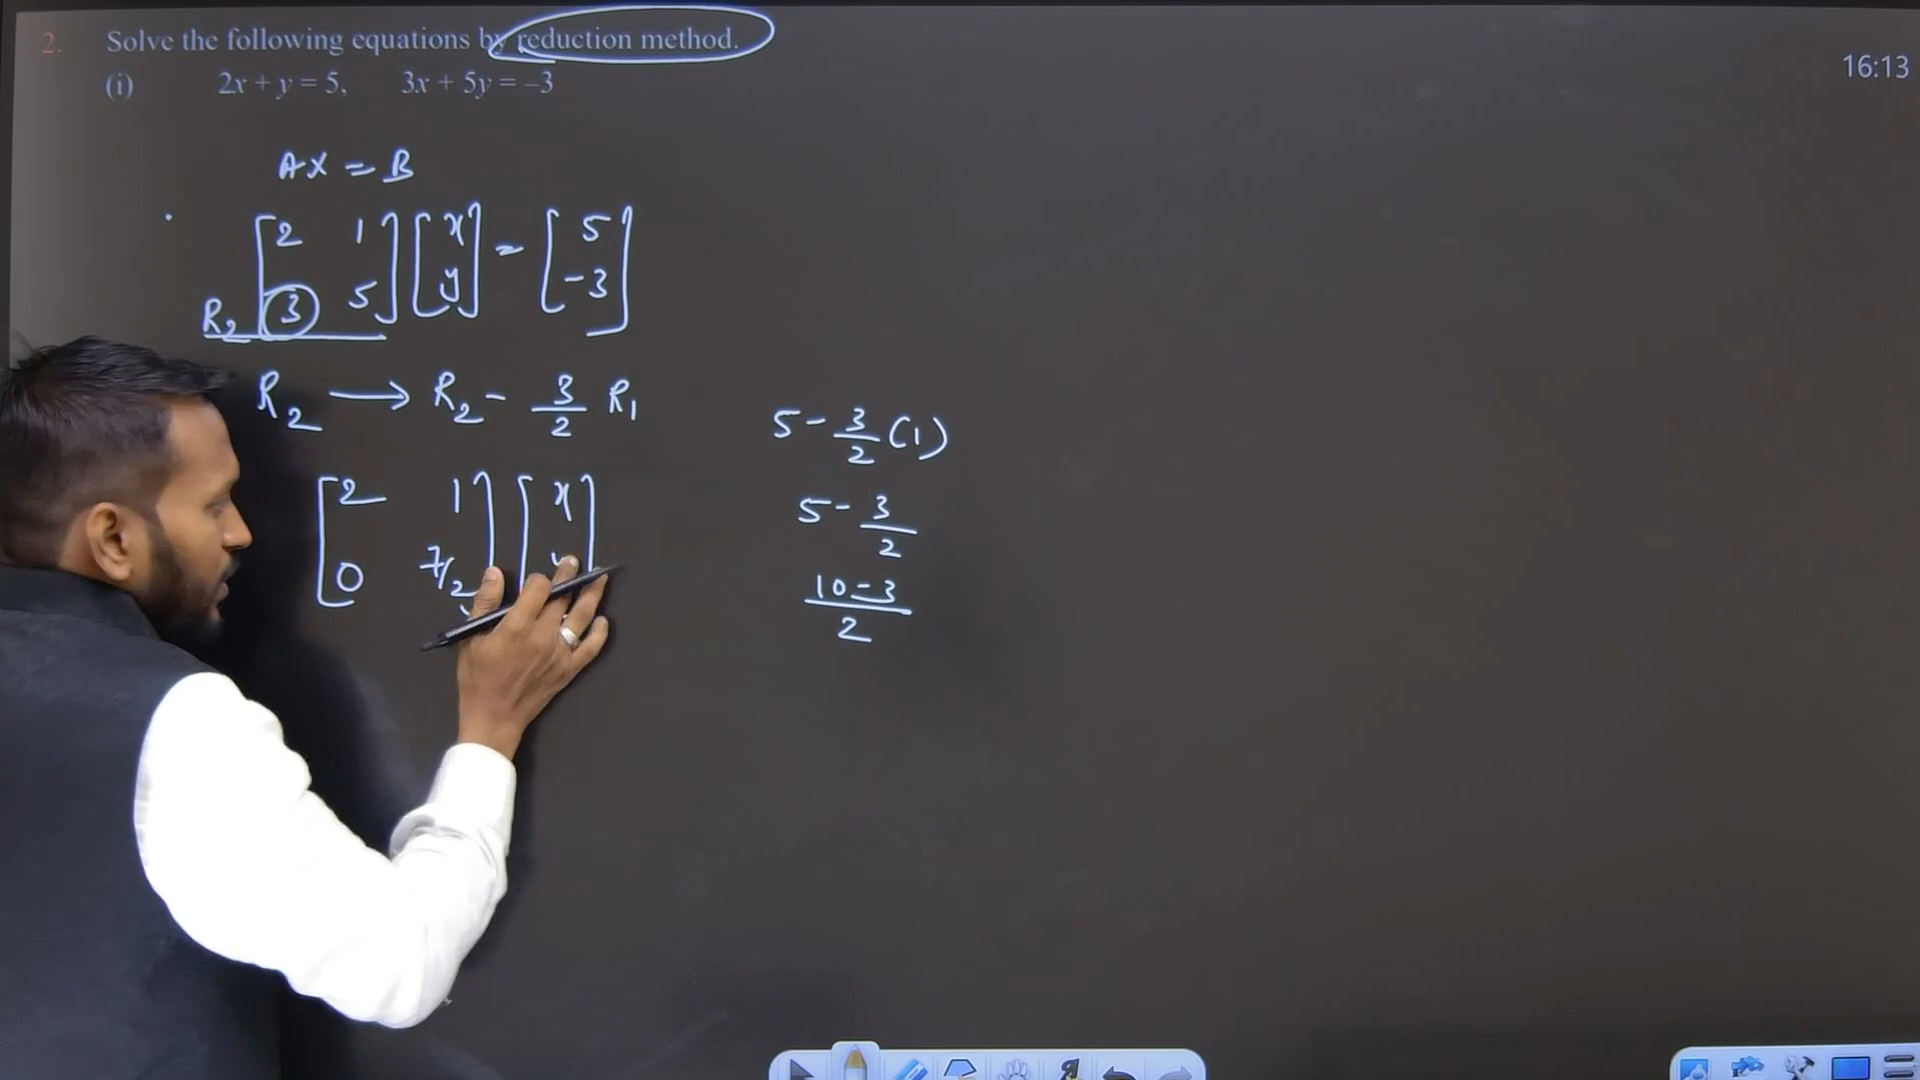 2. Solve the following equations by reduction method.
(i) 2x + y = 5, 3x + 5y = –3
16:13
AX = B
[2 1] [x] = [5]
R2 [3 5] [y] [-3]
R2 → R2 - 3/2 R1
[2 1] [x]
[0 7/2]
5 - 3/2 (1)
5 - 3/2
10-3
2